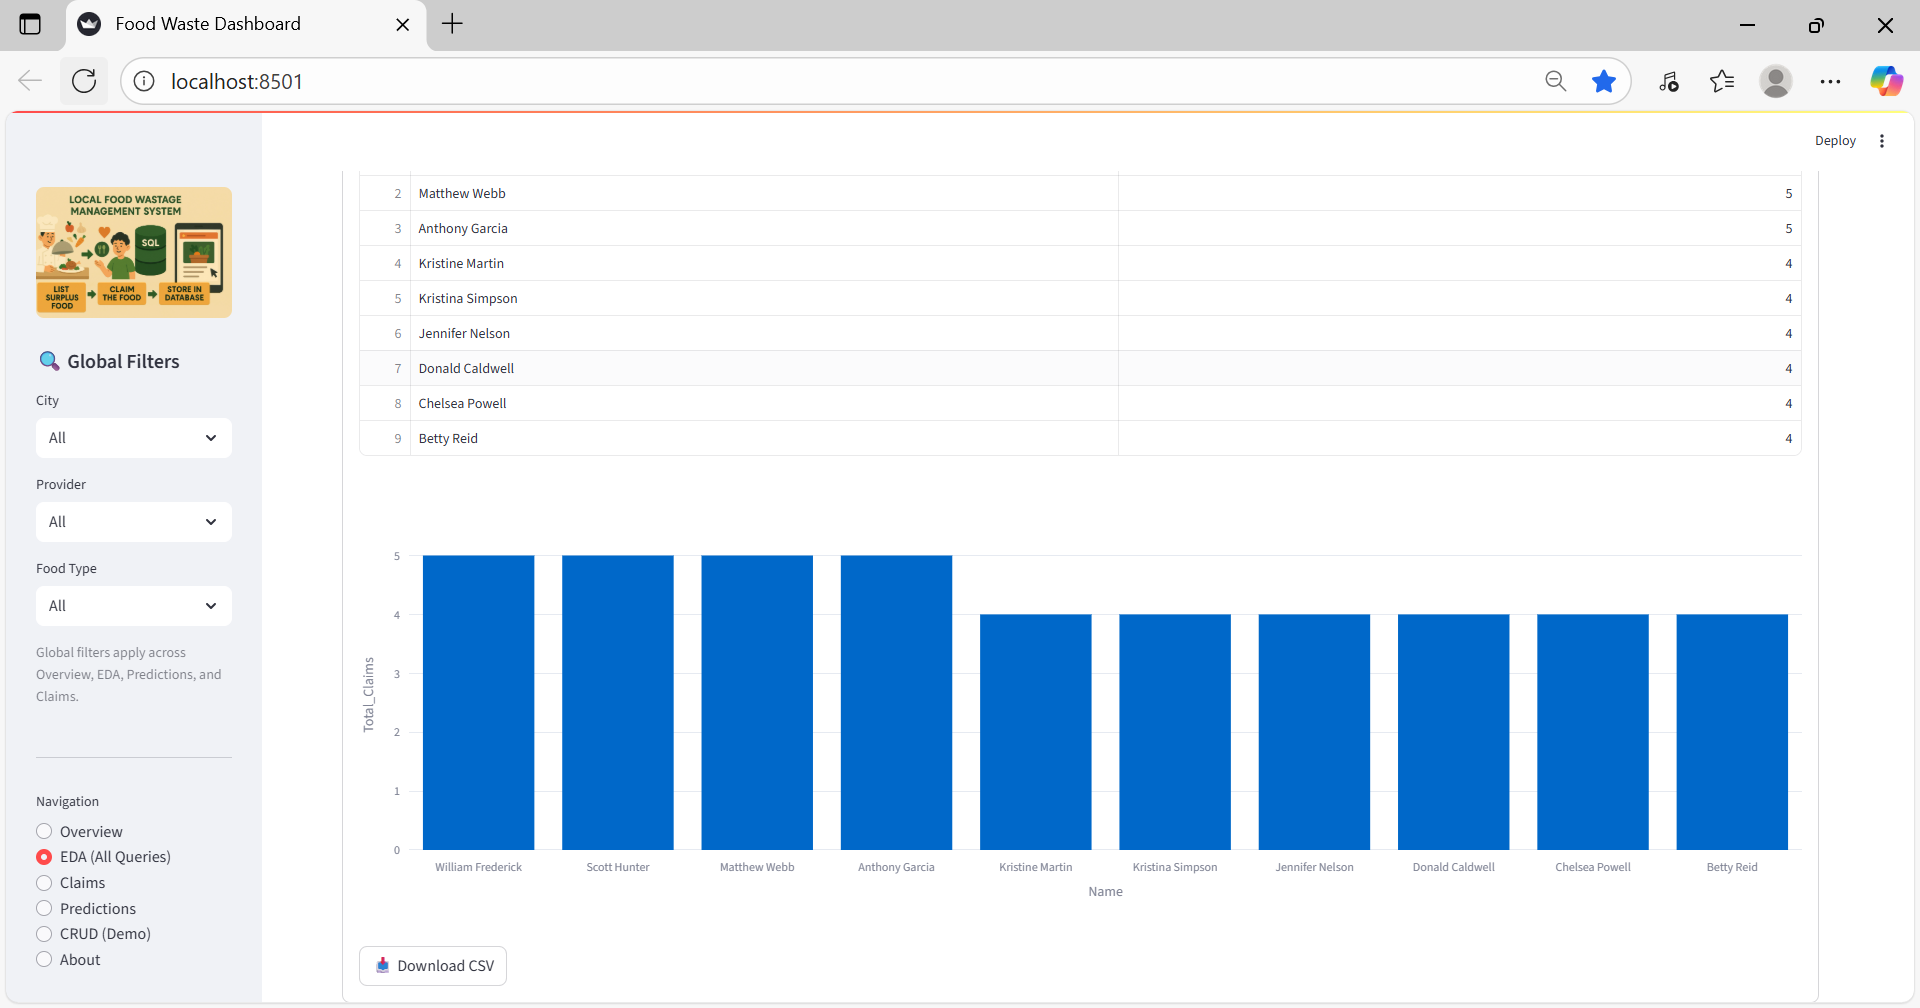 Food Waste Dashboard
localhost:8501
Deploy
LOCAL FOOD WASTAGE
MANAGEMENT SYSTEM
SQL
LIST
SURPLUS
FOOD
CLAIM
THE FOOD
STORE IN
DATABASE
Global Filters
City
All
Provider
All
Food Type
All
Global filters apply across
Overview, EDA, Predictions, and
Claims.
Navigation
Overview
EDA (All Queries)
Claims
Predictions
CRUD (Demo)
About
2 Matthew Webb 5
3 Anthony Garcia 5
4 Kristine Martin 4
5 Kristina Simpson 4
6 Jennifer Nelson 4
7 Donald Caldwell 4
8 Chelsea Powell 4
9 Betty Reid 4
Total_Claims
5
4
3
2
1
0
William Frederick Scott Hunter Matthew Webb Anthony Garcia Kristine Martin Kristina Simpson Jennifer Nelson Donald Caldwell Chelsea Powell Betty Reid
Name
Download CSV